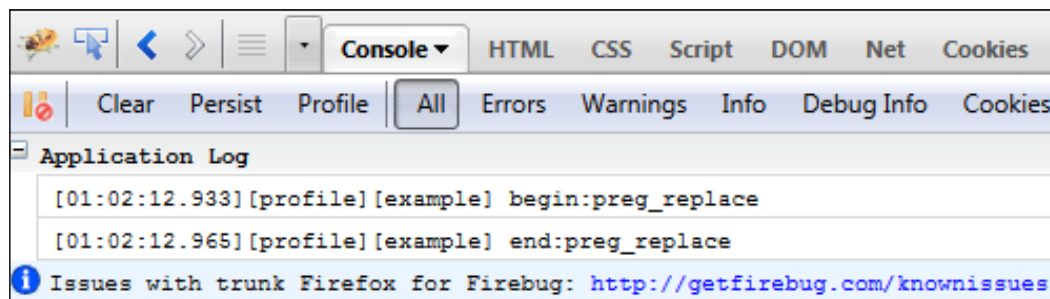 Console HTML CSS Script DOM Net Cookies
Clear Persist Profile All Errors Warnings Info Debug Info Cookies
Application Log
[01:02:12.933][profile][example] begin:preg_replace
[01:02:12.965][profile][example] end:preg_replace
Issues with trunk Firefox for Firebug: http://getfirebug.com/knownissues